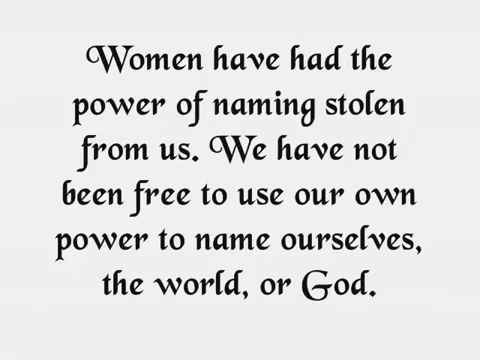 Women have had the
power of naming stolen
from us. We have not
been free to use our own
power to name ourselves,
the world, or God.